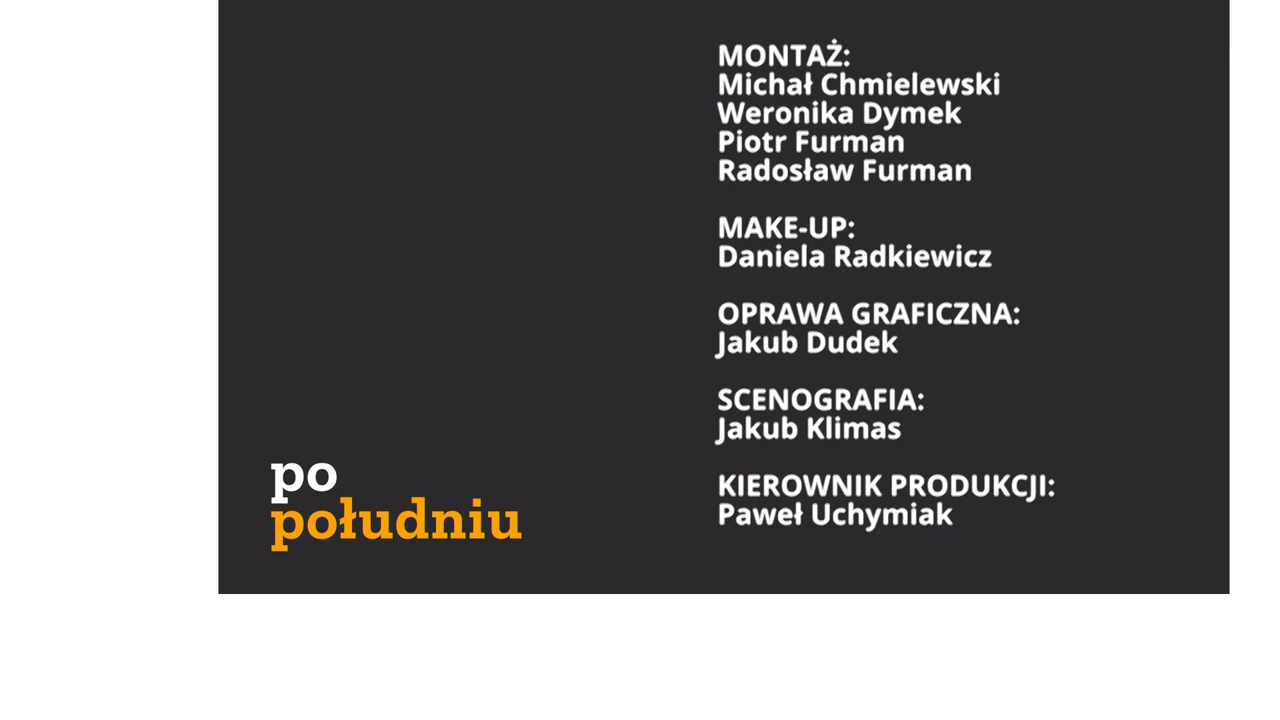 MONTAŻ:
Michał Chmielewski
Weronika Dymek
Piotr Furman
Radosław Furman
MAKE-UP:
Daniela Radkiewicz
OPRAWA GRAFICZNA:
Jakub Dudek
SCENOGRAFIA:
Jakub Klimas
KIEROWNIK PRODUKCJI:
Paweł Uchymiak
po
południu